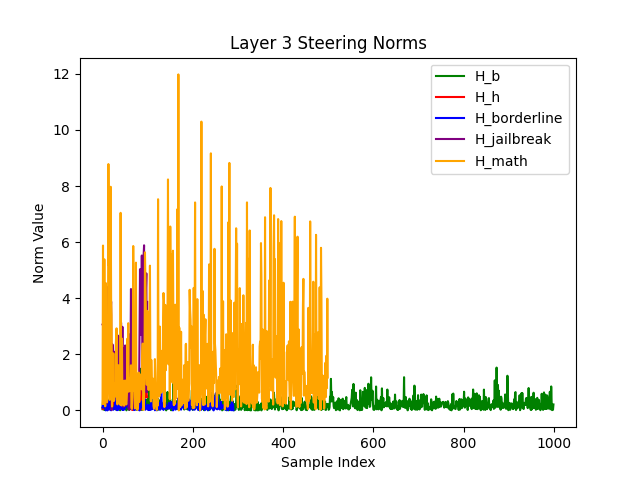 Layer 3 Steering Norms
12
10
8
6
4
2
0
Norm Value
H_b
H_h
H_borderline
H_jailbreak
H_math
0
200
400
600
800
1000
Sample Index